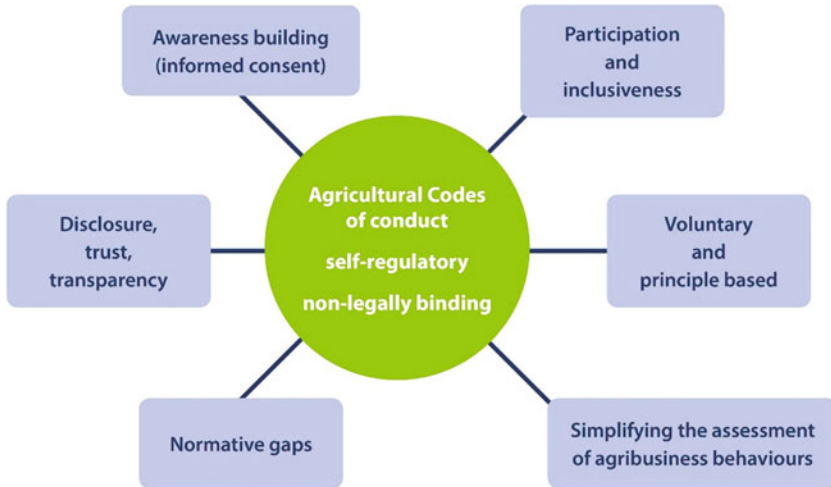 Awareness building
(informed consent)
Participation
and
inclusiveness
Agricultural Codes
of conduct
self-regulatory
non-legally binding
Disclosure,
trust,
transparency
Voluntary
and
principle based
Normative gaps
Simplifying the assessment
of agribusiness behaviours